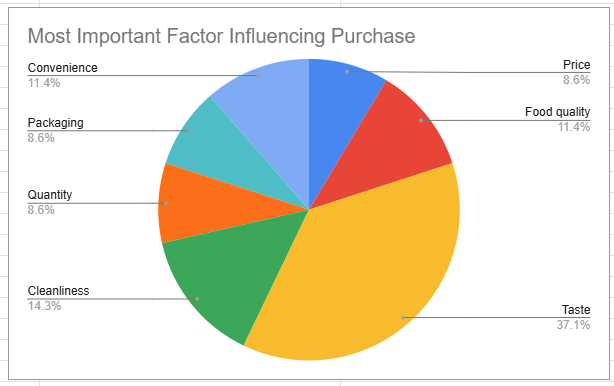 Most Important Factor Influencing Purchase
Convenience
11.4%
Price
8.6%
Food quality
11.4%
Packaging
8.6%
Quantity
8.6%
Cleanliness
14.3%
Taste
37.1%